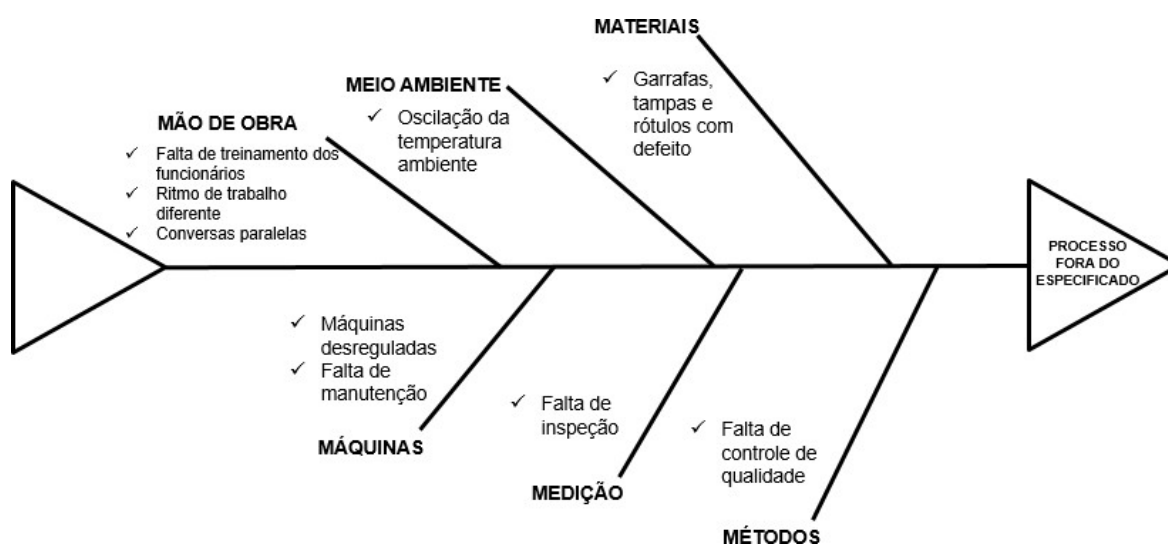 MATERIAIS
✓ Garrafas,
tampas e
rótulos com
defeito
MEIO AMBIENTE
✓ Oscilação da
temperatura
ambiente
MÃO DE OBRA
✓ Falta de treinamento dos
funcionários
✓ Ritmo de trabalho
diferente
✓ Conversas paralelas
PROCESSO
FORA DO
ESPECIFICADO
✓ Máquinas
desreguladas
✓ Falta de
manutenção
MÁQUINAS
✓ Falta de
inspeção
MEDIÇÃO
✓ Falta de
controle de
qualidade
MÉTODOS